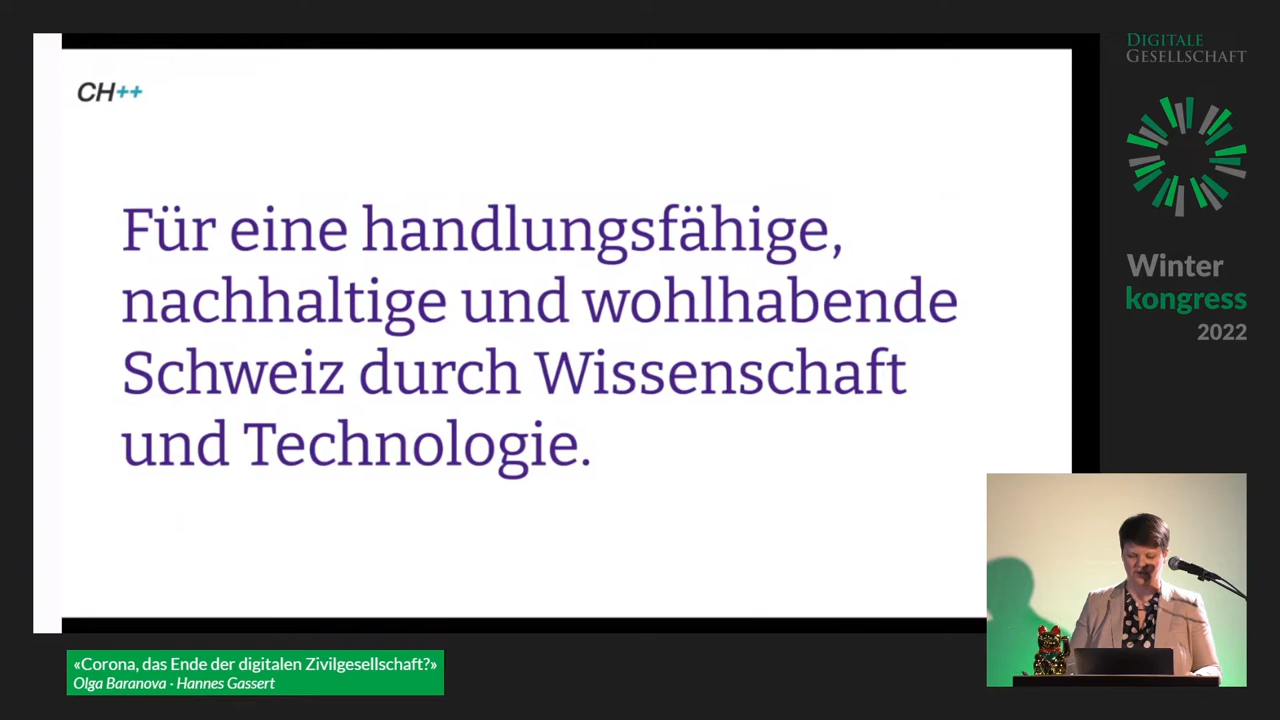 CH++
Für eine handlungsfähige,
nachhaltige und wohlhabende
Schweiz durch Wissenschaft
und Technologie.
DIGITALE
GESELLSCHAFT
Winter
kongress
2022
«Corona, das Ende der digitalen Zivilgesellschaft?»
Olga Baranova · Hannes Gassert